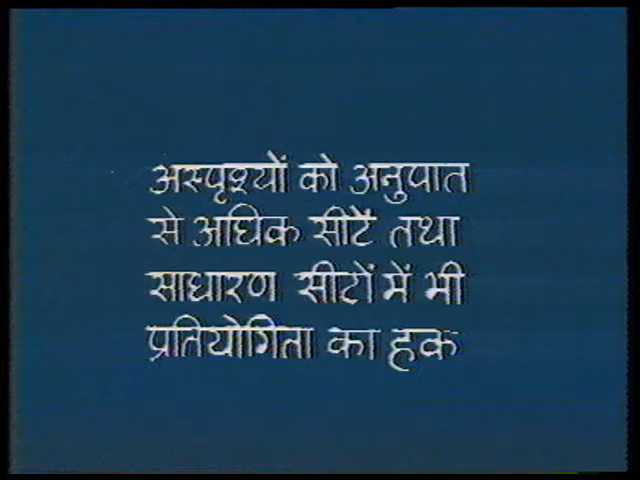 अस्पृश्यों को अनुपात
से अधिक सीटें तथा
साधारण सीटों में भी
प्रतियोगिता का हक